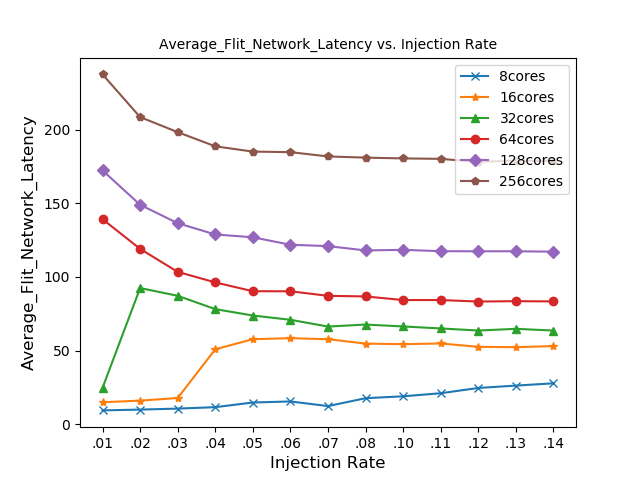 Average_Flit_Network_Latency vs. Injection Rate
8cores
16cores
32cores
64cores
128cores
256cores
Average_Flit_Network_Latency
200
150
100
50
0
.01 .02 .03 .04 .05 .06 .07 .08 .10 .11 .12 .13 .14
Injection Rate